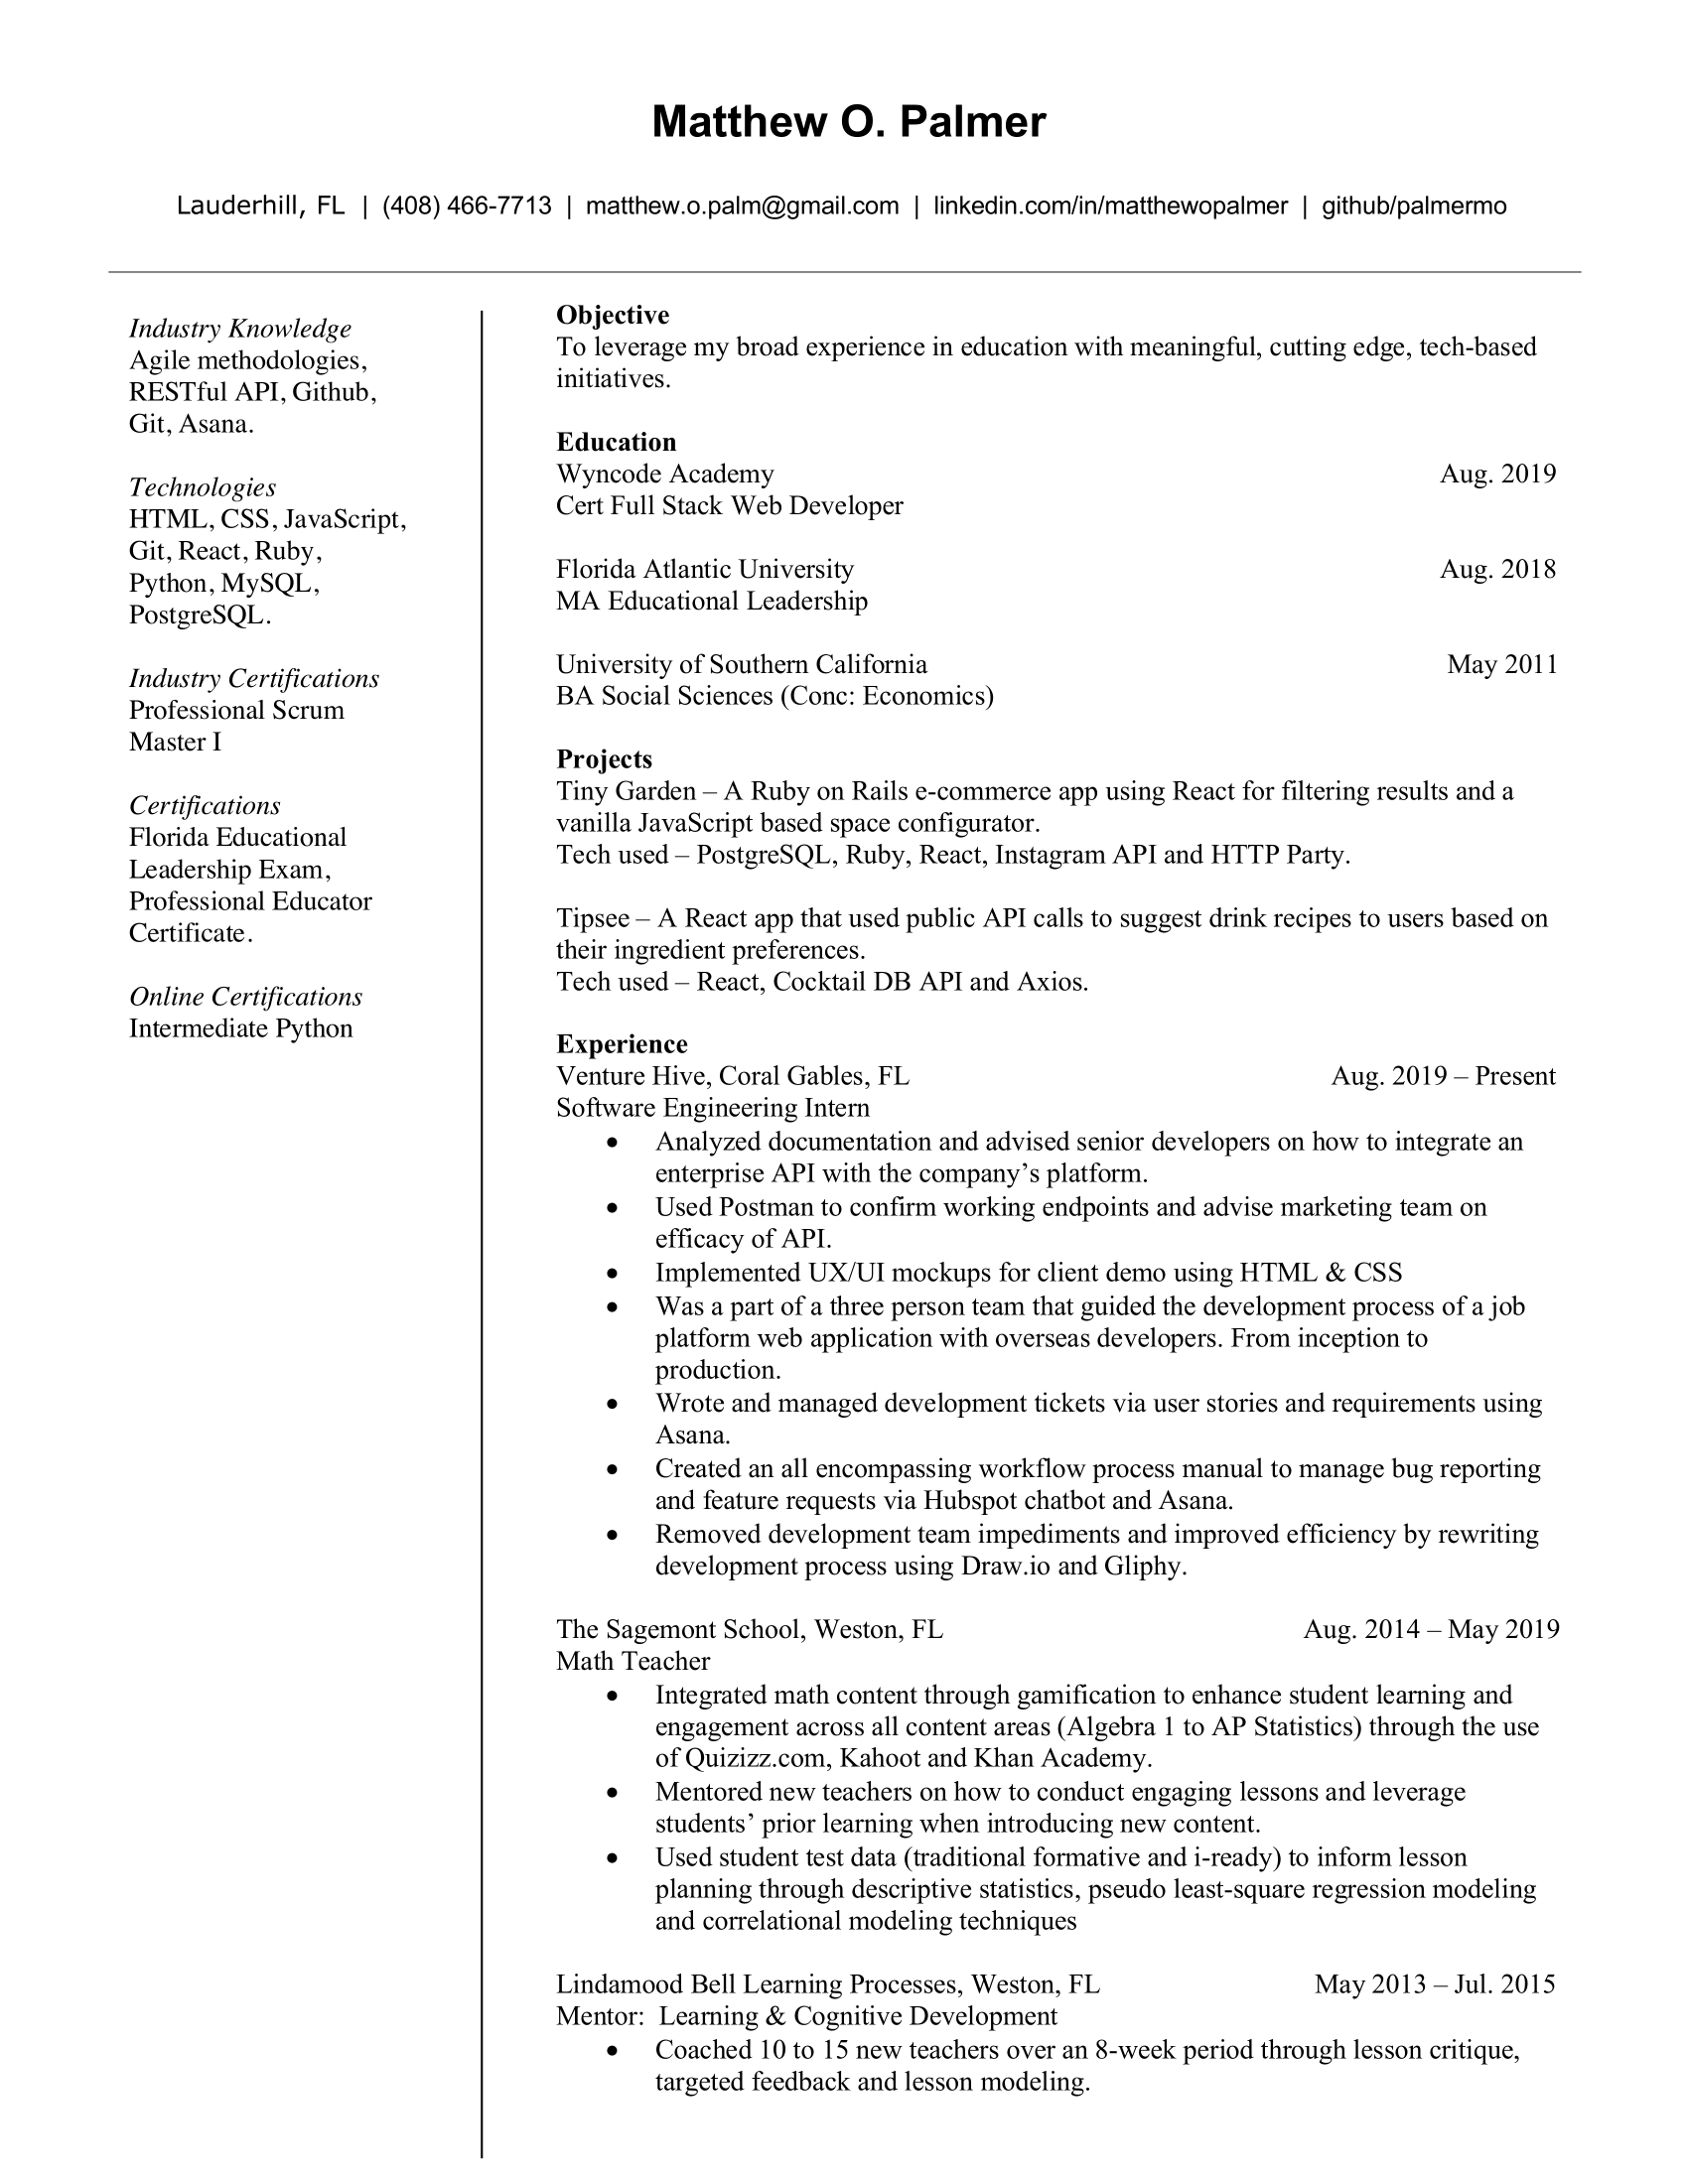 Matthew O. Palmer
Lauderhill, FL | (408) 466-7713 | matthew.o.palm@gmail.com | linkedin.com/in/matthewopalmer | github/palmermo
Industry Knowledge
Agile methodologies,
RESTful API, Github,
Git, Asana.
Technologies
HTML, CSS, JavaScript,
Git, React, Ruby,
Python, MySQL,
PostgreSQL.
Industry Certifications
Professional Scrum
Master I
Certifications
Florida Educational
Leadership Exam,
Professional Educator
Certificate.
Online Certifications
Intermediate Python
Objective
To leverage my broad experience in education with meaningful, cutting edge, tech-based
initiatives.
Education
Wyncode Academy Aug. 2019
Cert Full Stack Web Developer
Florida Atlantic University Aug. 2018
MA Educational Leadership
University of Southern California May 2011
BA Social Sciences (Conc: Economics)
Projects
Tiny Garden – A Ruby on Rails e-commerce app using React for filtering results and a
vanilla JavaScript based space configurator.
Tech used – PostgreSQL, Ruby, React, Instagram API and HTTP Party.
Tipsee – A React app that used public API calls to suggest drink recipes to users based on
their ingredient preferences.
Tech used – React, Cocktail DB API and Axios.
Experience
Venture Hive, Coral Gables, FL Aug. 2019 – Present
Software Engineering Intern
• Analyzed documentation and advised senior developers on how to integrate an
enterprise API with the company’s platform.
• Used Postman to confirm working endpoints and advise marketing team on
efficacy of API.
• Implemented UX/UI mockups for client demo using HTML & CSS
• Was a part of a three person team that guided the development process of a job
platform web application with overseas developers. From inception to
production.
• Wrote and managed development tickets via user stories and requirements using
Asana.
• Created an all encompassing workflow process manual to manage bug reporting
and feature requests via Hubspot chatbot and Asana.
• Removed development team impediments and improved efficiency by rewriting
development process using Draw.io and Gliphy.
The Sagemont School, Weston, FL Aug. 2014 – May 2019
Math Teacher
• Integrated math content through gamification to enhance student learning and
engagement across all content areas (Algebra 1 to AP Statistics) through the use
of Quizizz.com, Kahoot and Khan Academy.
• Mentored new teachers on how to conduct engaging lessons and leverage
students’ prior learning when introducing new content.
• Used student test data (traditional formative and i-ready) to inform lesson
planning through descriptive statistics, pseudo least-square regression modeling
and correlational modeling techniques
Lindamood Bell Learning Processes, Weston, FL May 2013 – Jul. 2015
Mentor: Learning & Cognitive Development
• Coached 10 to 15 new teachers over an 8-week period through lesson critique,
targeted feedback and lesson modeling.